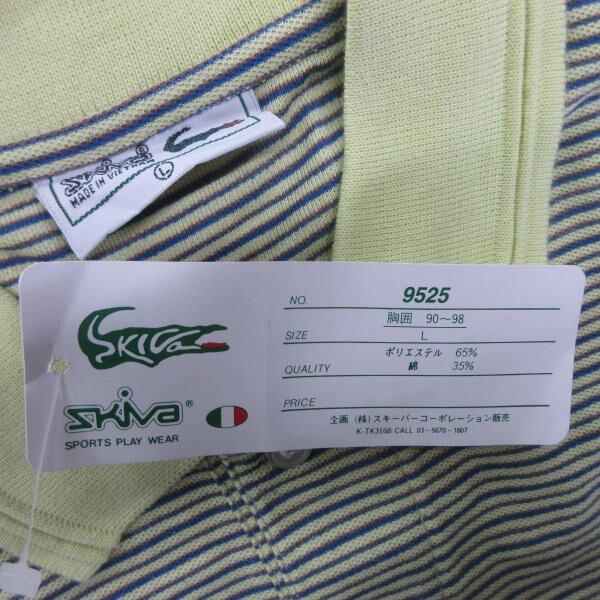 SKIVA
MADE IN VIETNAM
L
SKIVA
SKIVA®
SPORTS PLAY WEAR
NO. 9525
胸囲 90〜98
SIZE L
ポリエステル 65%
QUALITY 綿 35%
PRICE
企画 (株) スキーバーコーポレーション販売
K-TK3168 CALL 03-5670-1607